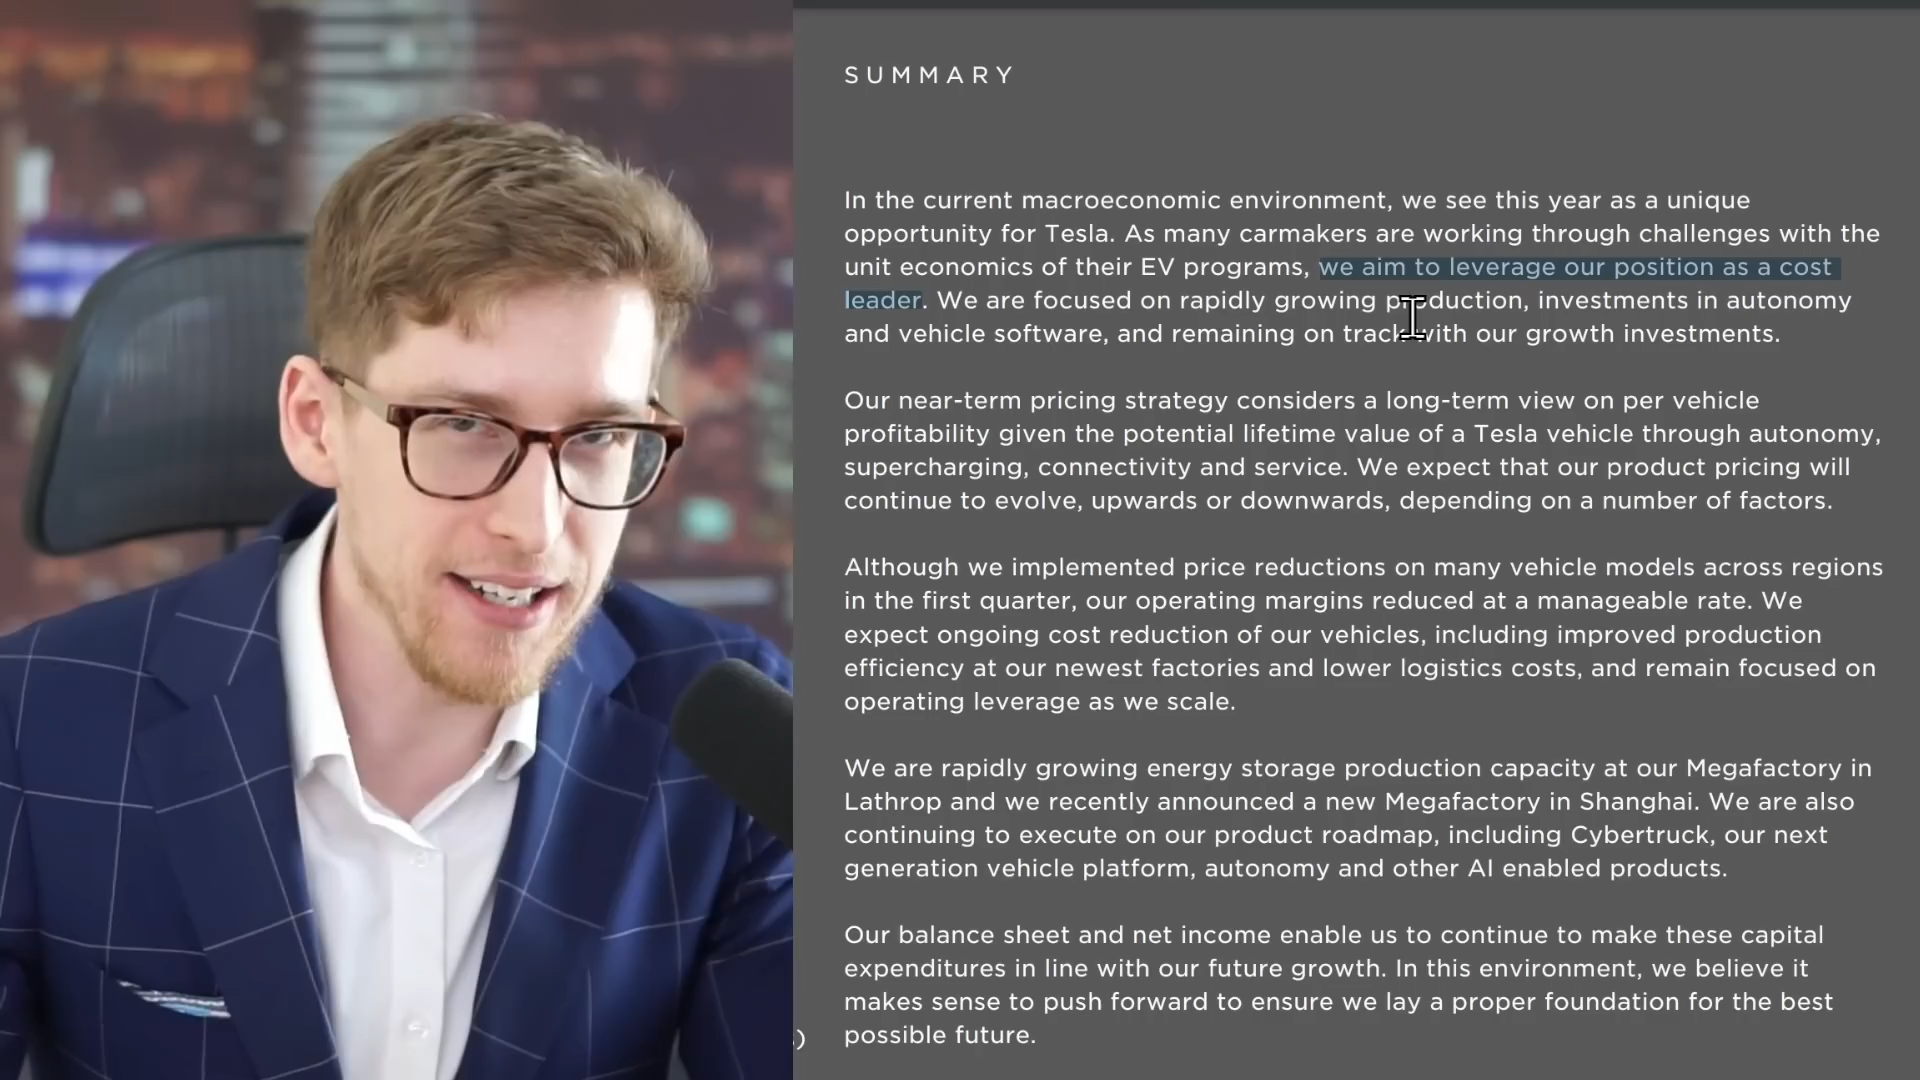 SUMMARY
In the current macroeconomic environment, we see this year as a unique
opportunity for Tesla. As many carmakers are working through challenges with the
unit economics of their EV programs, we aim to leverage our position as a cost
leader. We are focused on rapidly growing production, investments in autonomy
and vehicle software, and remaining on track with our growth investments.
Our near-term pricing strategy considers a long-term view on per vehicle
profitability given the potential lifetime value of a Tesla vehicle through autonomy,
supercharging, connectivity and service. We expect that our product pricing will
continue to evolve, upwards or downwards, depending on a number of factors.
Although we implemented price reductions on many vehicle models across regions
in the first quarter, our operating margins reduced at a manageable rate. We
expect ongoing cost reduction of our vehicles, including improved production
efficiency at our newest factories and lower logistics costs, and remain focused on
operating leverage as we scale.
We are rapidly growing energy storage production capacity at our Megafactory in
Lathrop and we recently announced a new Megafactory in Shanghai. We are also
continuing to execute on our product roadmap, including Cybertruck, our next
generation vehicle platform, autonomy and other AI enabled products.
Our balance sheet and net income enable us to continue to make these capital
expenditures in line with our future growth. In this environment, we believe it
makes sense to push forward to ensure we lay a proper foundation for the best
possible future.